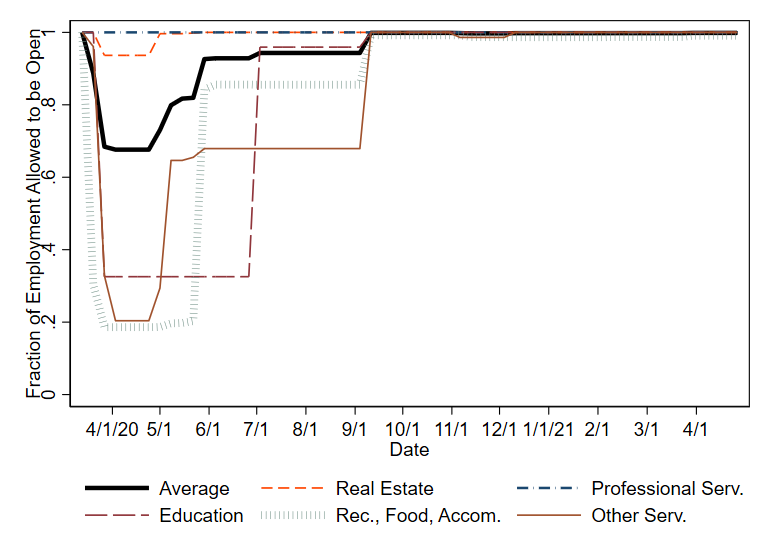 Fraction of Employment Allowed to be Open
1
.8
.6
.4
.2
0
4/1/20 5/1 6/1 7/1 8/1 9/1 10/1 11/1 12/1 1/1/21 2/1 3/1 4/1
Date
Average Real Estate Professional Serv.
Education Rec., Food, Accom. Other Serv.